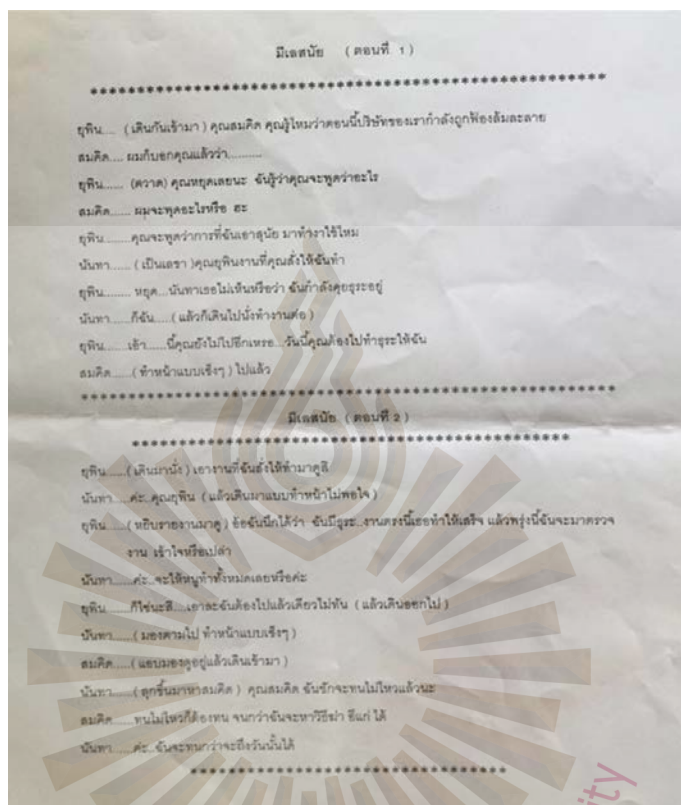 มีเลสนัย ( ตอนที่ 1)
*******************************************************
ยุพิน.... ( เดินกันเข้ามา ) คุณสมคิด คุณรู้ไหมว่าตอนนี้บริษัทของเรากำลังถูกฟ้องล้มละลาย
สมคิด.... ผมก็บอกคุณแล้วว่า..........
ยุพิน...... (ตวาด) คุณหยุดเลยนะ ฉันรู้ว่าคุณจะพูดว่าอะไร
สมคิด...... ผมจะพูดอะไรหรือ ฮะ
ยุพิน........คุณจะพูดว่าการที่ฉันเอาสุนัย มาทำงาใช้ไหม
นันทา...... ( เป็นเลขา )คุณยุพินงานที่คุณสั่งให้ฉันทำ
ยุพิน........ หยุด...นันทาเธอไม่เห็นหรือว่า ฉันกำลังคุยธุระอยู่
นันทา......ก็ฉัน.....( แล้วก็เดินไปนั่งทำงานต่อ )
ยุพิน.......เอ้า......นี่คุณยังไม่ไปอีกเหรอ...วันนี้คุณต้องไปทำธุระให้ฉัน
สมคิด......( ทำหน้าแบบเซ็งๆ ) ไปแล้ว
*********************************************************
มีเลสนัย ( ตอนที่ 2 )
***********************************************
ยุพิน......( เดินมานั่ง ) เอางานที่ฉันสั่งให้ทำมาดูสิ
นันทา......ค่ะ..คุณยุพิน ( แล้วเดินมาแบบทำหน้าไม่พอใจ )
ยุพิน......( หยิบรายงานมาดู ) อ้อฉันนึกได้ว่า ฉันมีธุระ..งานตรงนี้เธอทำให้เสร็จ แล้วพรุ่งนี้ฉันจะมาตรวจ
งาน เข้าใจหรือเปล่า
นันทา......ค่ะ..จะให้หนูทำทั้งหมดเลยหรือค่ะ
ยุพิน.......ก็ใช่นะสิ....เอาละฉันต้องไปแล้วเดียวไม่ทัน ( แล้วเดินออกไป )
นันทา......( มองตามไป ทำหน้าแบบเซ็งๆ )
สมคิด.....( แอบมองดูอยู่แล้วเดินเข้ามา )
นันทา......( ลุกขึ้นมาหาสมคิด ) คุณสมคิด ฉันชักจะทนไม่ไหวแล้วนะ
สมคิด.....ทนไม่ไหวก็ต้องทน จนกว่าฉันจะหาวิธีฆ่า อีแก่ ได้
นันทา......ค่ะ..ฉันจะทนกว่าจะถึงวันนั้นได้
**********************************
ity